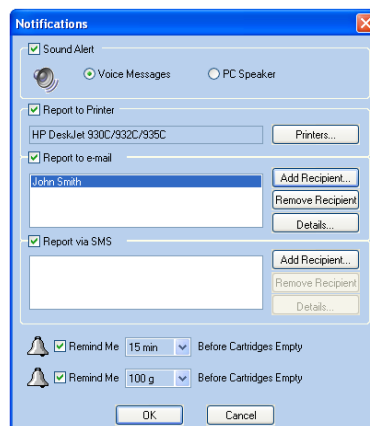 Notifications
Sound Alert
Voice Messages PC Speaker
Report to Printer
HP DeskJet 930C/932C/935C Printers...
Report to e-mail
John Smith Add Recipient...
Remove Recipient
Details...
Report via SMS
Add Recipient...
Remove Recipient
Details...
Remind Me 15 min Before Cartridges Empty
Remind Me 100 g Before Cartridges Empty
OK Cancel